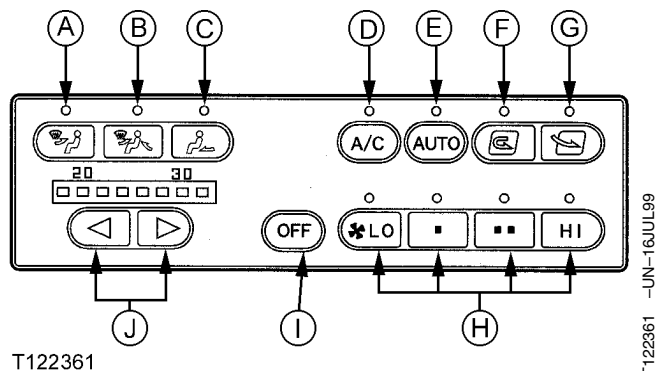 A B C D E F G
A/C AUTO
20 30
OFF LO HI
J I H
T122361
T122361 –UN–16JUL99